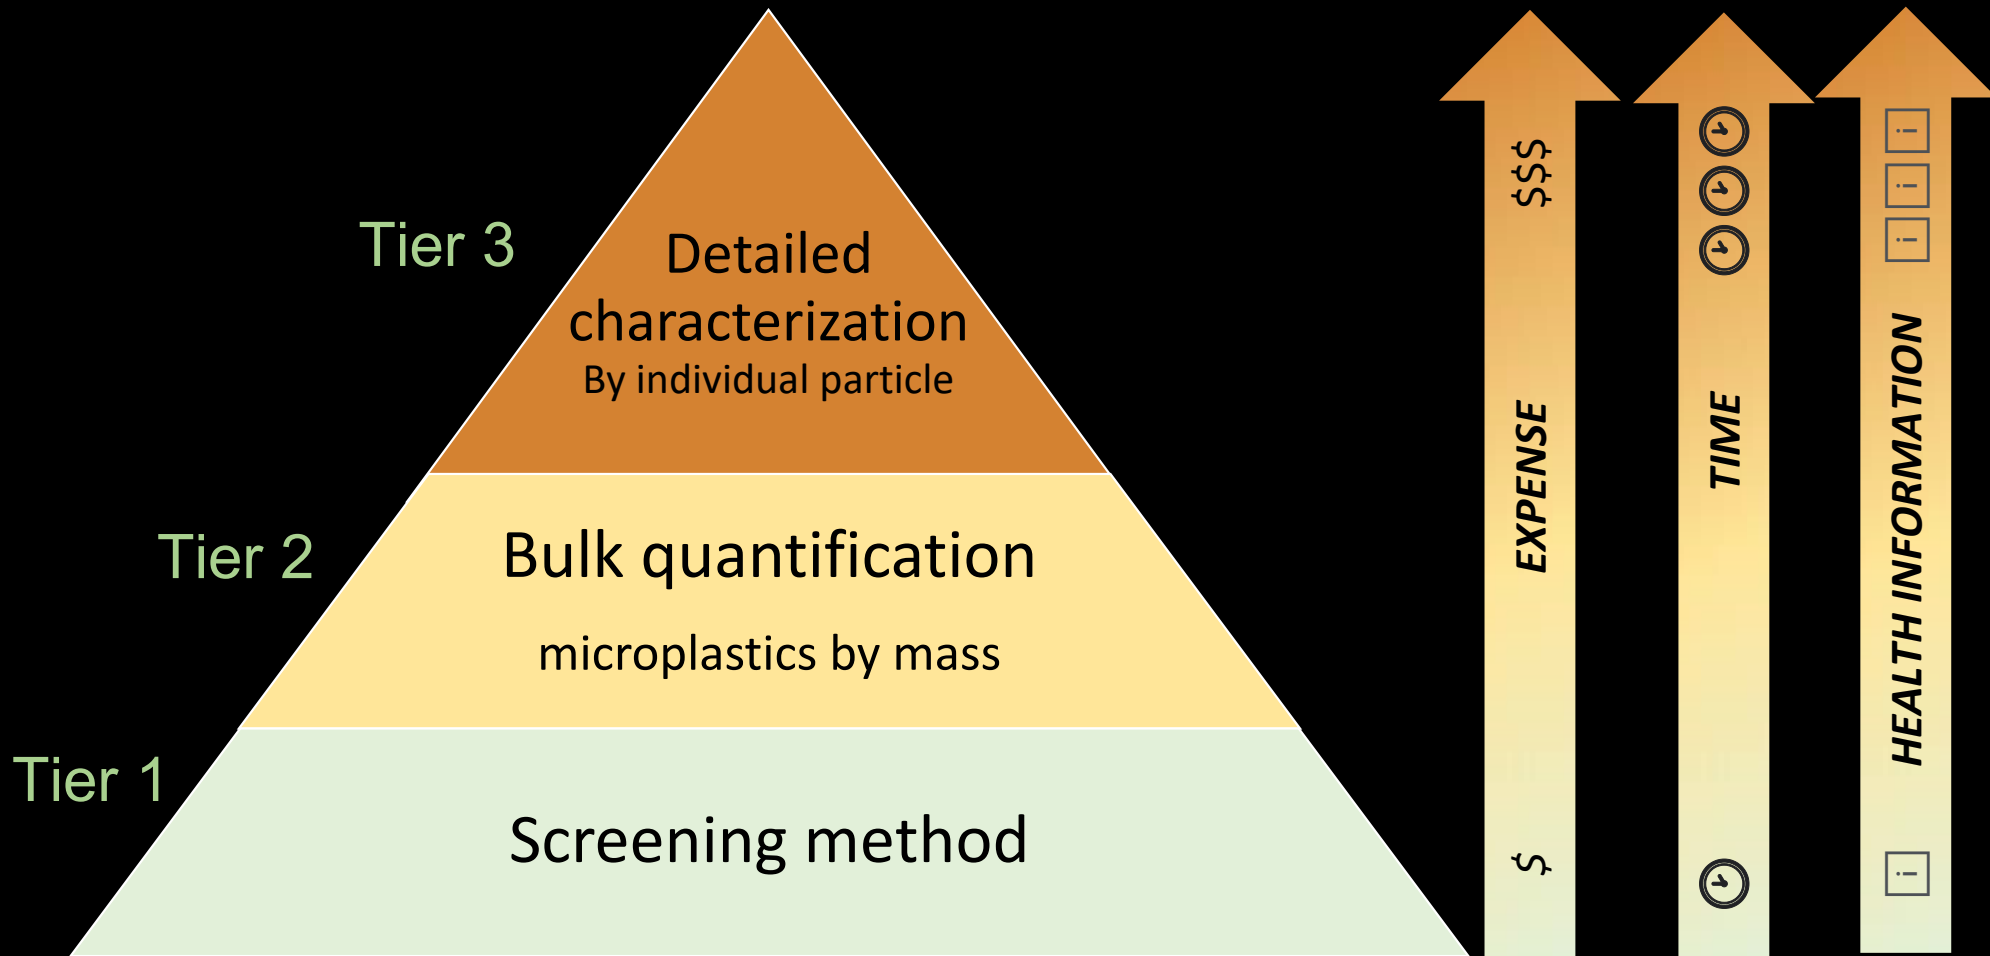 Tier 3
Detailed
characterization
By individual particle
Tier 2
Bulk quantification
microplastics by mass
Tier 1
Screening method
$$$
EXPENSE
$
TIME
i
i
i
HEALTH INFORMATION
i